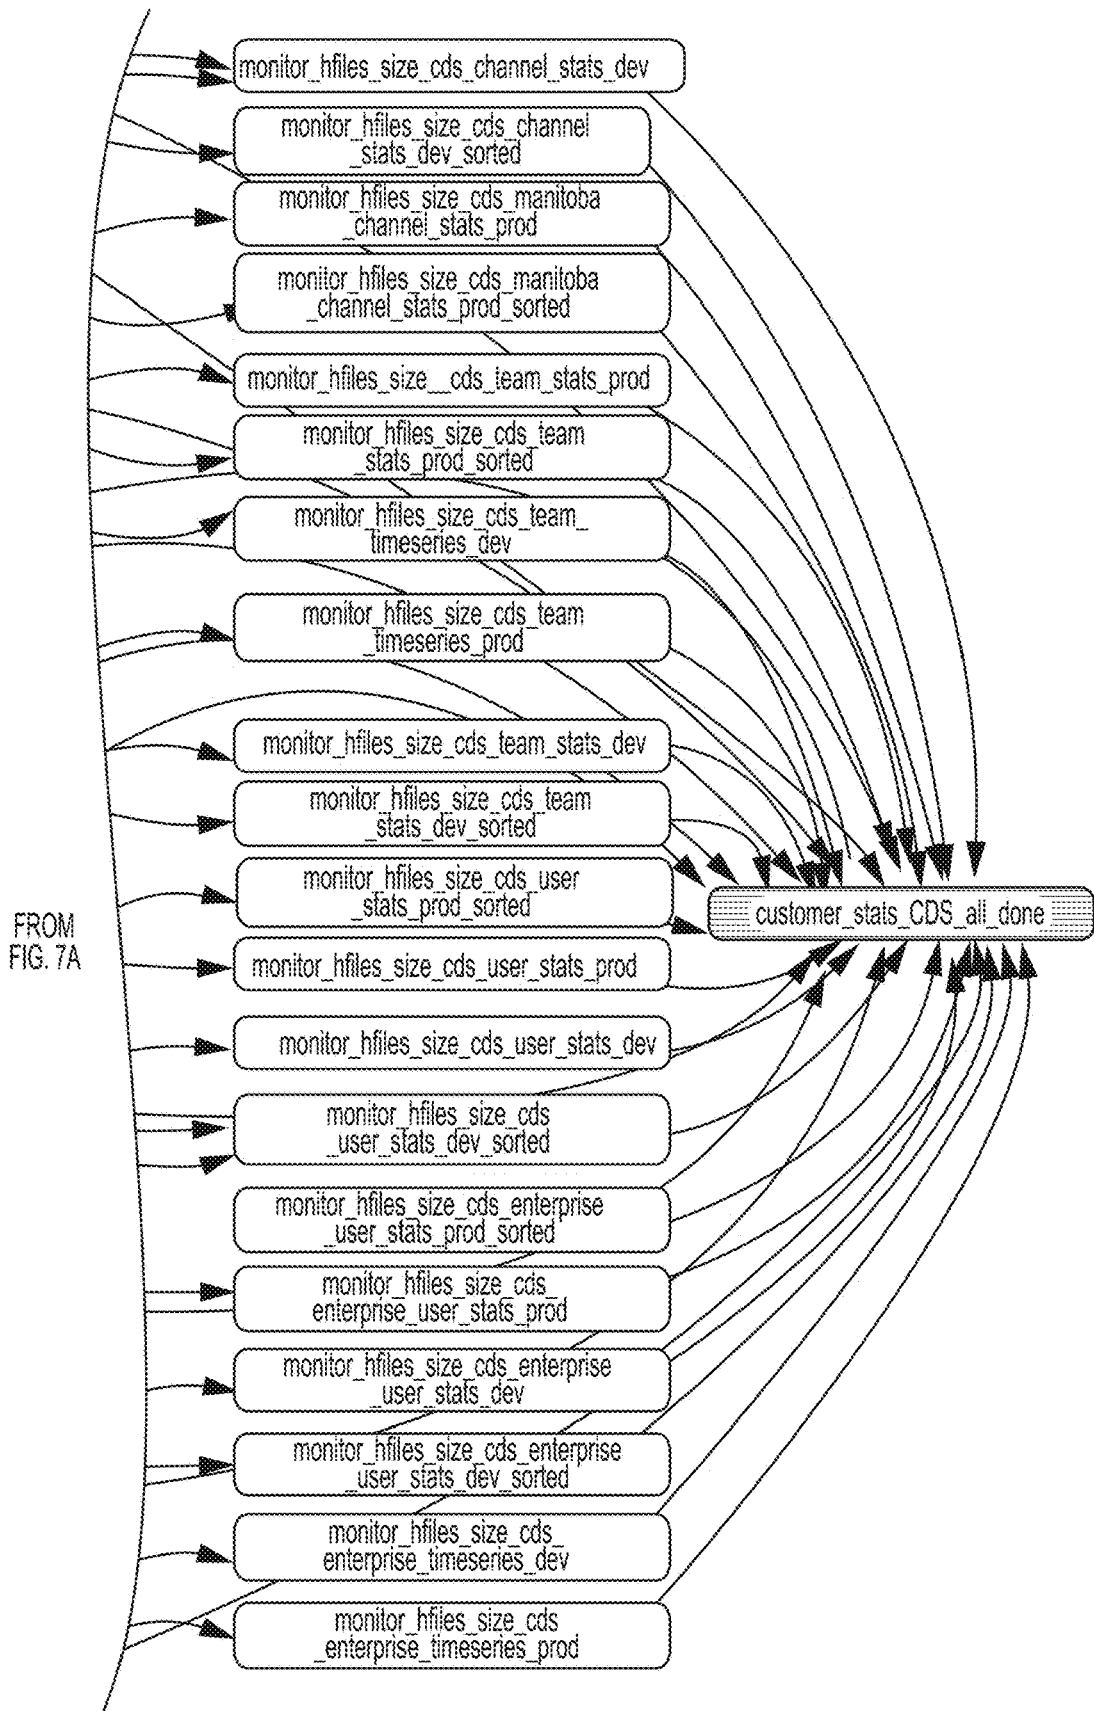 monitor_hfiles_size_cds_channel_stats_dev
monitor_hfiles_size_cds_channel
_stats_dev_sorted
monitor_hfiles_size_cds_manitoba
_channel_stats_prod
monitor_hfiles_size_cds_manitoba
_channel_stats_prod_sorted
monitor_hfiles_size__cds_team_stats_prod
monitor_hfiles_size_cds_team
_stats_prod_sorted
monitor_hfiles_size_cds_team_
timeseries_dev
monitor_hfiles_size_cds_team
_timeseries_prod
monitor_hfiles_size_cds_team_stats_dev
monitor_hfiles_size_cds_team
_stats_dev_sorted
monitor_hfiles_size_cds_user
_stats_prod_sorted
customer_stats_CDS_all_done
FROM
FIG. 7A
monitor_hfiles_size_cds_user_stats_prod
monitor_hfiles_size_cds_user_stats_dev
monitor_hfiles_size_cds
_user_stats_dev_sorted
monitor_hfiles_size_cds_enterprise
_user_stats_prod_sorted
monitor_hfiles_size_cds_
enterprise_user_stats_prod
monitor_hfiles_size_cds_enterprise
_user_stats_dev
monitor_hfiles_size_cds_enterprise
_user_stats_dev_sorted
monitor_hfiles_size_cds_
enterprise_timeseries_dev
monitor_hfiles_size_cds
_enterprise_timeseries_prod